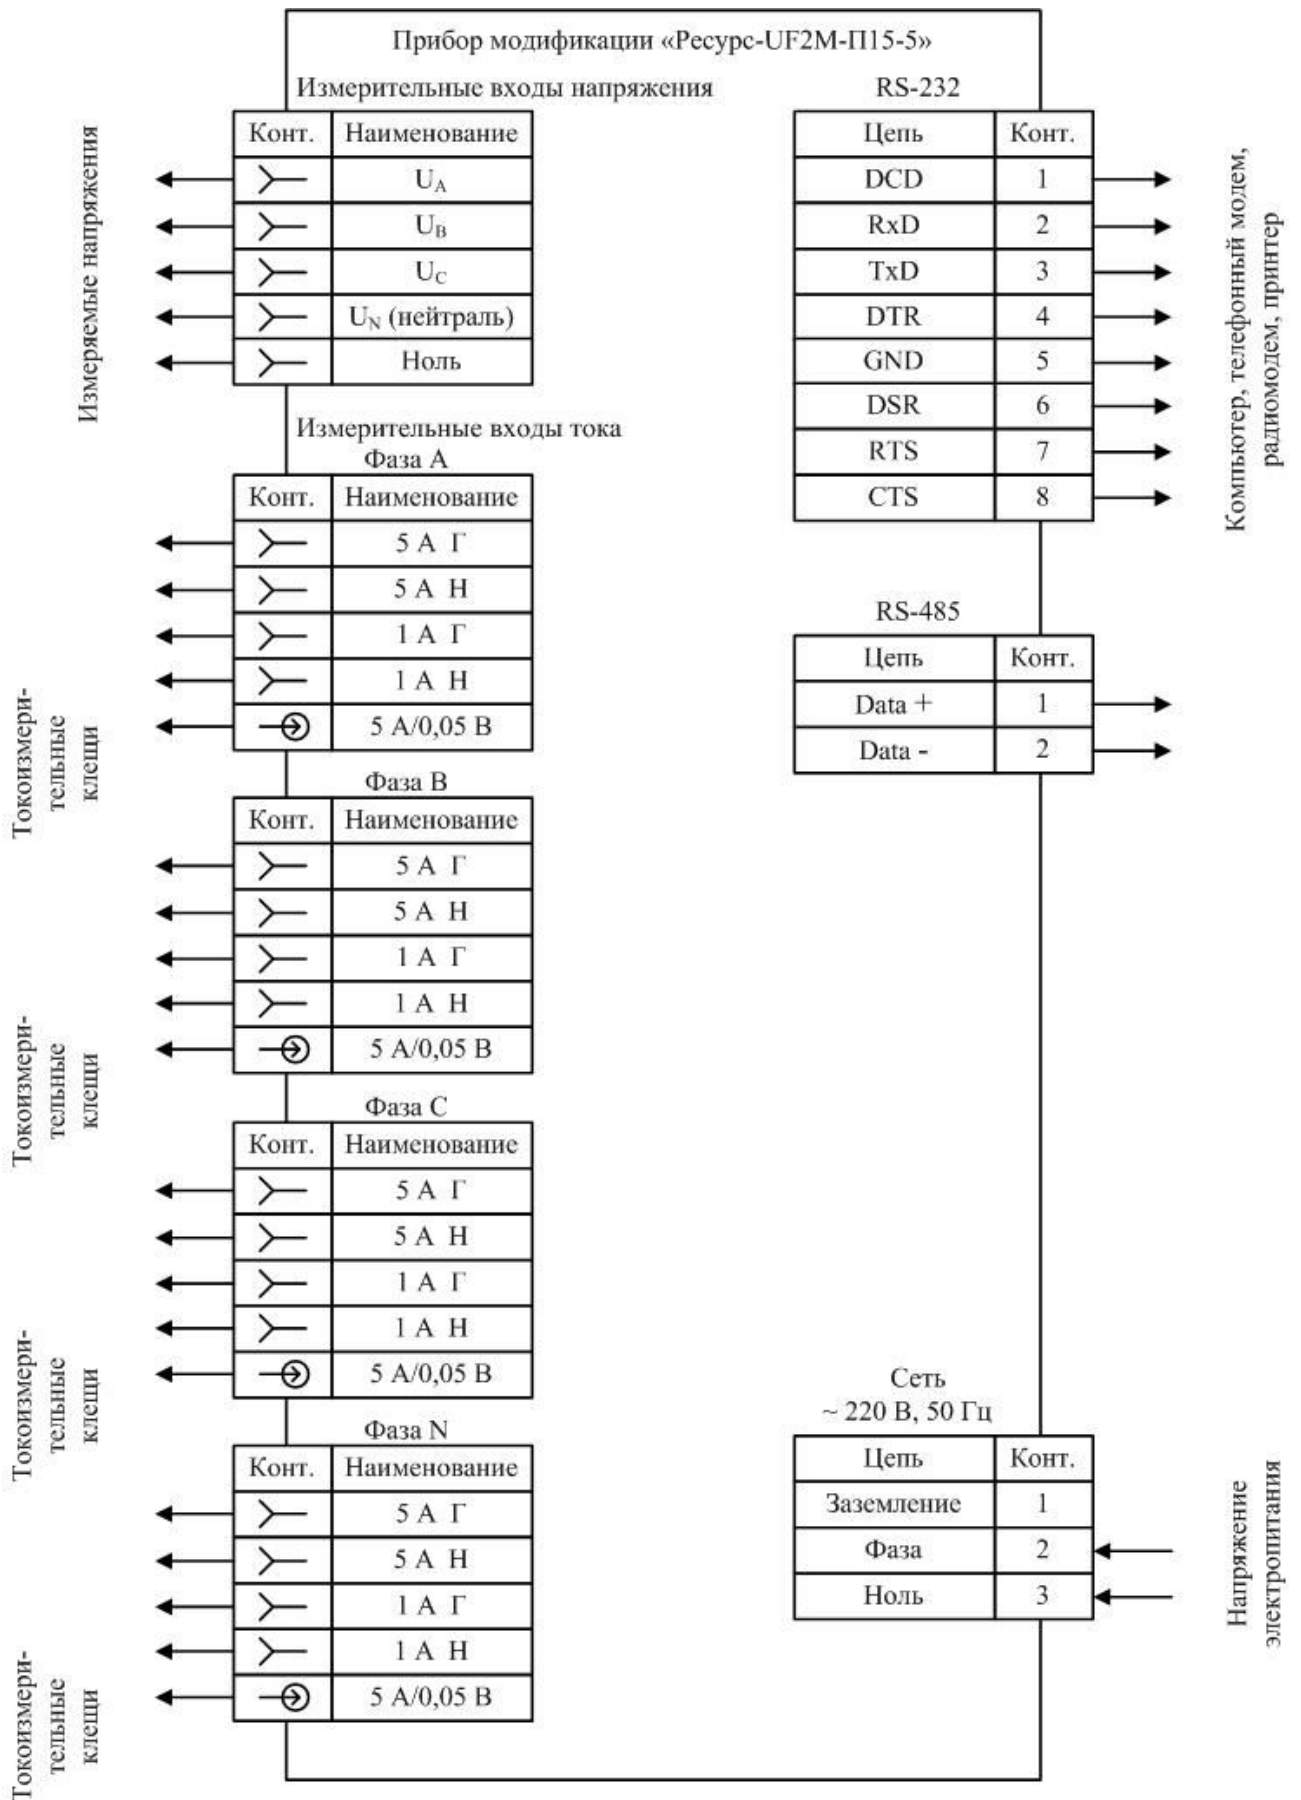 Прибор модификации «Ресурс-UF2М-П15-5»
Измерительные входы напряжения
Конт. Наименование
U_A
U_B
U_C
U_N (нейтраль)
Ноль
Измеряемые напряжения
Измерительные входы тока
Фаза А
Конт. Наименование
5 А Г
5 А Н
1 А Г
1 А Н
5 А/0,05 В
Токоизмери-
тельные
клещи
Фаза В
Конт. Наименование
5 А Г
5 А Н
1 А Г
1 А Н
5 А/0,05 В
Токоизмери-
тельные
клещи
Фаза С
Конт. Наименование
5 А Г
5 А Н
1 А Г
1 А Н
5 А/0,05 В
Токоизмери-
тельные
клещи
Фаза N
Конт. Наименование
5 А Г
5 А Н
1 А Г
1 А Н
5 А/0,05 В
Токоизмери-
тельные
клещи
RS-232
Цепь Конт.
DCD 1
RxD 2
TxD 3
DTR 4
GND 5
DSR 6
RTS 7
CTS 8
Компьютер, телефонный модем,
радиомодем, принтер
RS-485
Цепь Конт.
Data + 1
Data - 2
Сеть
~ 220 В, 50 Гц
Цепь Конт.
Заземление 1
Фаза 2
Ноль 3
Напряжение
электропитания